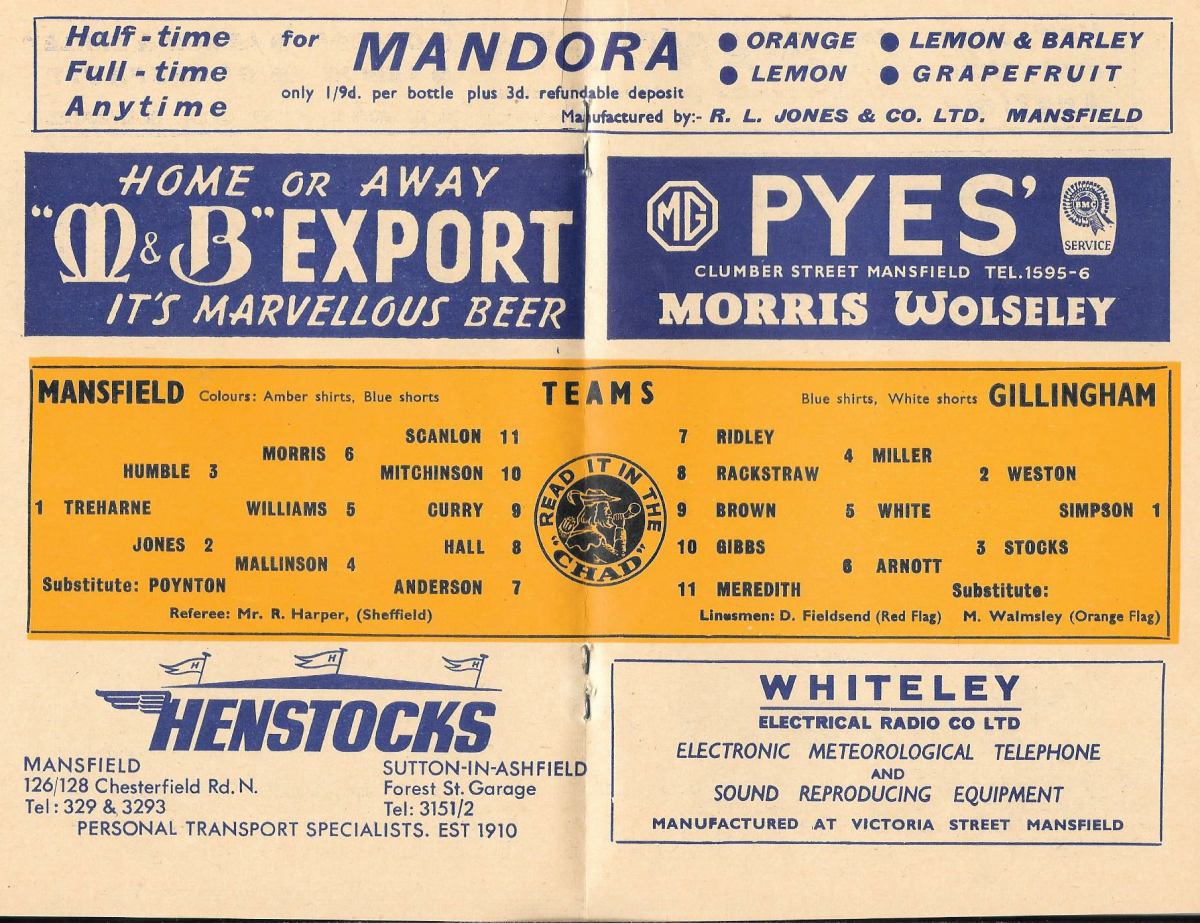 Half-time for MANDORA ● ORANGE ● LEMON & BARLEY
Full-time ● LEMON ● GRAPEFRUIT
only 1/9d. per bottle plus 3d. refundable deposit
Anytime Manufactured by:- R. L. JONES & CO. LTD. MANSFIELD
HOME OR AWAY
"M & B" EXPORT
IT'S MARVELLOUS BEER
MG PYES' BMC
SERVICE
CLUMBER STREET MANSFIELD TEL.1595-6
MORRIS WOLSELEY
MANSFIELD Colours: Amber shirts, Blue shorts TEAMS Blue shirts, White shorts GILLINGHAM
SCANLON 11 7 RIDLEY
MORRIS 6 4 MILLER
HUMBLE 3 MITCHINSON 10 8 RACKSTRAW 2 WESTON
1 TREHARNE WILLIAMS 5 CURRY 9 9 BROWN 5 WHITE SIMPSON 1
JONES 2 HALL 8 10 GIBBS 3 STOCKS
MALLINSON 4 6 ARNOTT
Substitute: POYNTON ANDERSON 7 11 MEREDITH Substitute:
READ IT IN THE
"CHAD"
Referee: Mr. R. Harper, (Sheffield) Linesmen: D. Fieldsend (Red Flag) M. Walmsley (Orange Flag)
H H H
HENSTOCKS
MANSFIELD SUTTON-IN-ASHFIELD
126/128 Chesterfield Rd. N. Forest St. Garage
Tel: 329 & 3293 Tel: 3151/2
PERSONAL TRANSPORT SPECIALISTS. EST 1910
WHITELEY
ELECTRICAL RADIO CO LTD
ELECTRONIC METEOROLOGICAL TELEPHONE
AND
SOUND REPRODUCING EQUIPMENT
MANUFACTURED AT VICTORIA STREET MANSFIELD